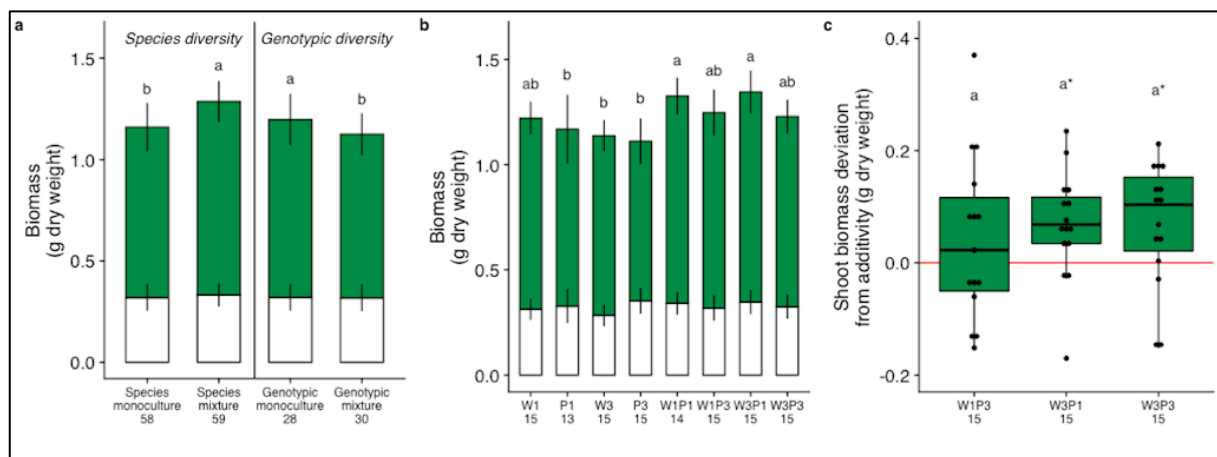 a
Species diversity
Genotypic diversity
Biomass
(g dry weight)
1.5
1.0
0.5
0.0
b
a
a
b
Species
monoculture
58
Species
mixture
59
Genotypic
monoculture
28
Genotypic
mixture
30
b
Biomass
(g dry weight)
1.5
1.0
0.5
0.0
ab
b
b
b
a
ab
a
ab
W1
15
P1
13
W3
15
P3
15
W1P1
14
W1P3
15
W3P1
15
W3P3
15
c
Shoot biomass deviation
from additivity (g dry weight)
0.4
0.2
0.0
-0.2
a
a*
a*
W1P3
15
W3P1
15
W3P3
15